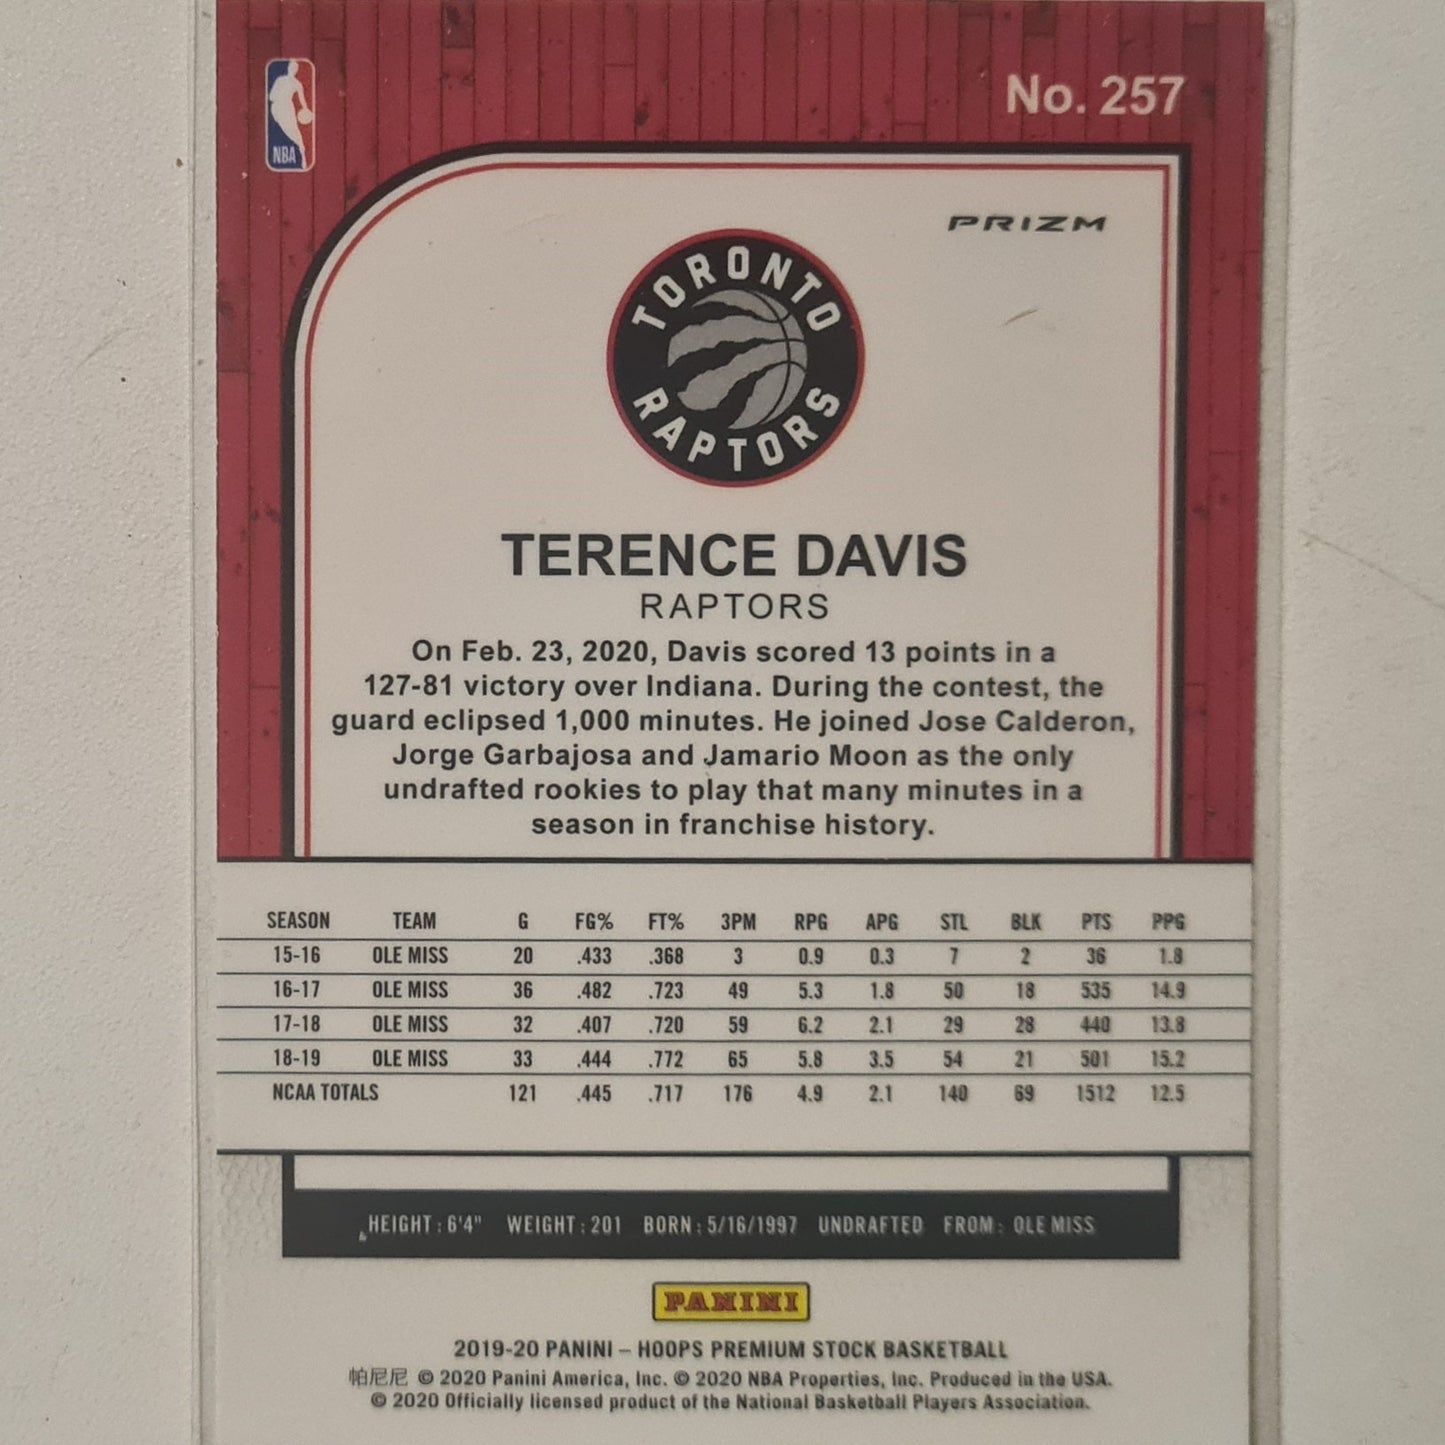 No. 257
NBA
PRIZM
TORONTO
RAPTORS
TERENCE DAVIS
RAPTORS
On Feb. 23, 2020, Davis scored 13 points in a
127-81 victory over Indiana. During the contest, the
guard eclipsed 1,000 minutes. He joined Jose Calderon,
Jorge Garbajosa and Jamario Moon as the only
undrafted rookies to play that many minutes in a
season in franchise history.
SEASON TEAM G FG% FT% 3PM RPG APG STL BLK PTS PPG
15-16 OLE MISS 20 .433 .368 3 0.9 0.3 7 2 36 1.8
16-17 OLE MISS 36 .482 .723 49 5.3 1.8 50 18 535 14.9
17-18 OLE MISS 32 .407 .720 59 6.2 2.1 29 28 440 13.8
18-19 OLE MISS 33 .444 .772 65 5.8 3.5 54 21 501 15.2
NCAA TOTALS 121 .445 .717 176 4.9 2.1 140 69 1512 12.5
HEIGHT : 6'4" WEIGHT : 201 BORN : 5/16/1997 UNDRAFTED FROM : OLE MISS
PANINI
2019-20 PANINI – HOOPS PREMIUM STOCK BASKETBALL
帕尼尼 © 2020 Panini America, Inc. © 2020 NBA Properties, Inc. Produced in the USA.
© 2020 Officially licensed product of the National Basketball Players Association.